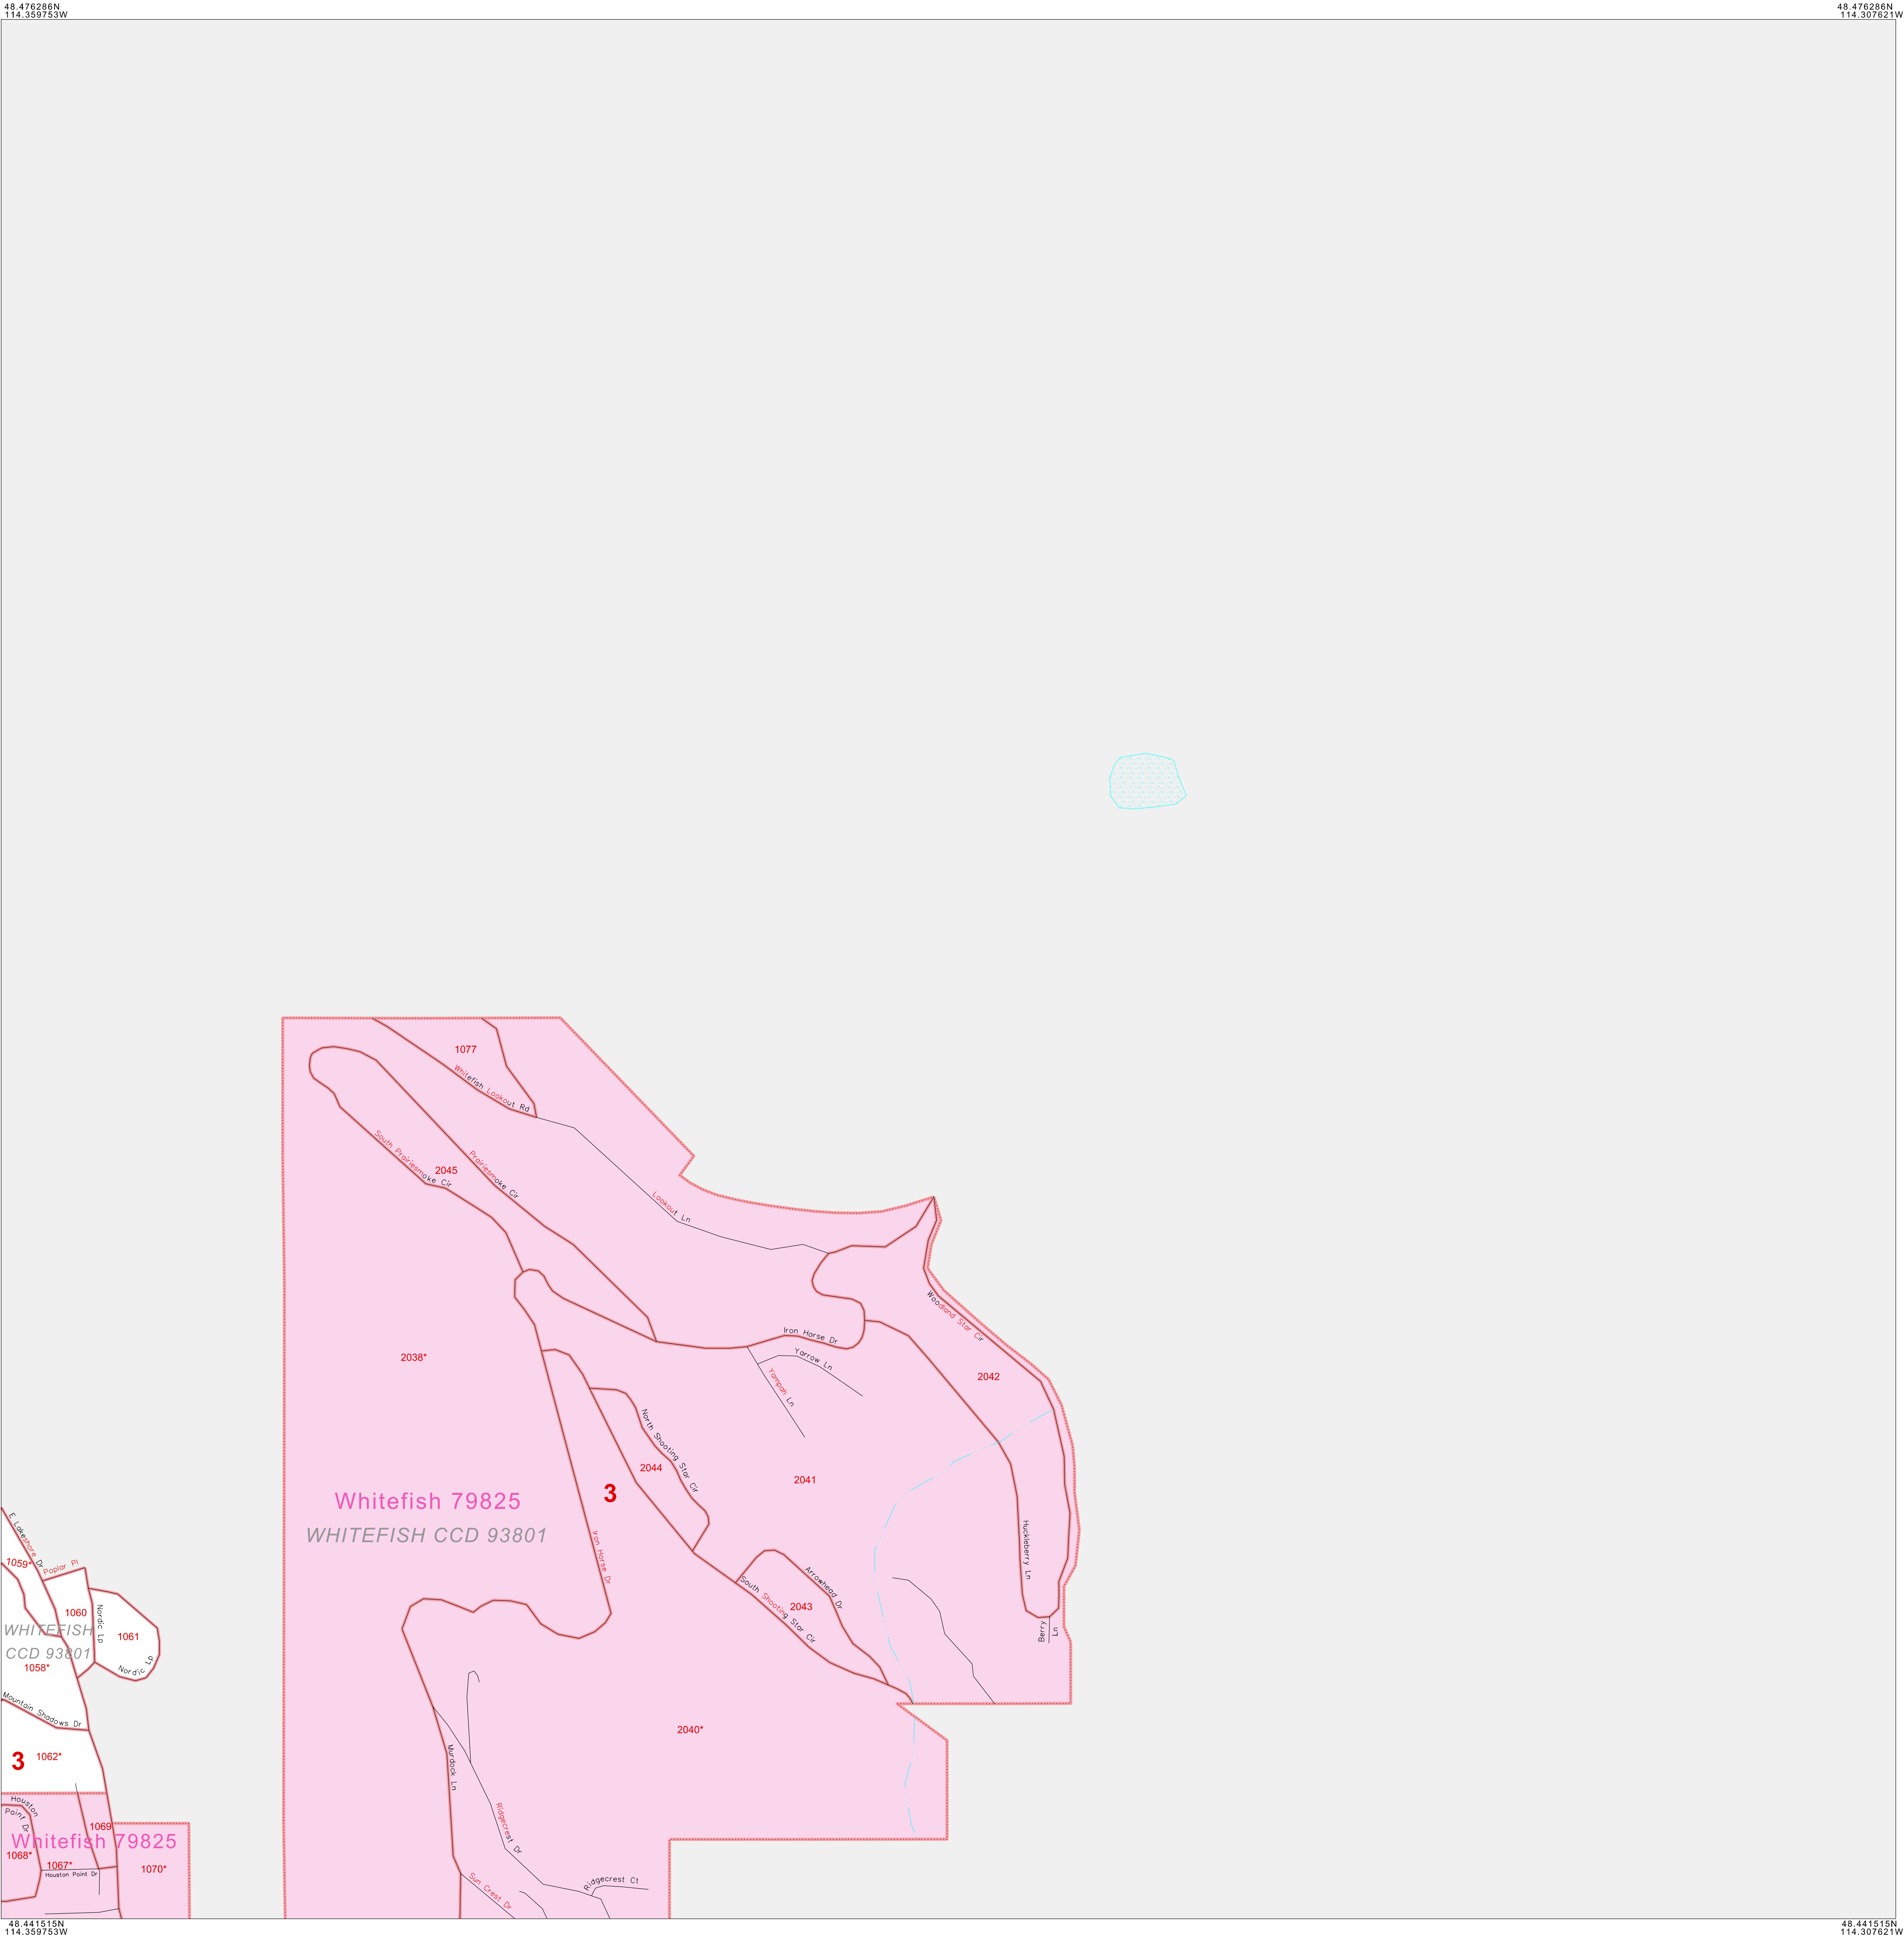 48.476286N
114.359753W
48.476286N
114.307621W
1077
Whitefish Lookout Rd
South Prairiesmoke Cir
2045
Prairiesmoke Cir
Lookout Ln
Woodland Star Cir
Iron Horse Dr
Yarrow Ln
Yampah Ln
2038*
2042
North Shooting Star Cir
2044
2041
3
Whitefish 79825
WHITEFISH CCD 93801
Iron Horse Dr
Huckleberry Ln
E Lakeshore Dr
1059*
Poplar Pl
Arrowhead Dr
South Shooting Star Cir
2043
1060
Nordic Lp
1061
WHITEFISH
CCD 93801
1058*
Nordic Lp
Berry Ln
Mountain Shadows Dr
2040*
3
1062*
Murdock Ln
Houston
Point Dr
1069
Ridgecrest Dr
Whitefish 79825
1068*
1067*
Houston Point Dr
1070*
Sun Crest Dr
Ridgecrest Ct
48.441515N
114.359753W
48.441515N
114.307621W